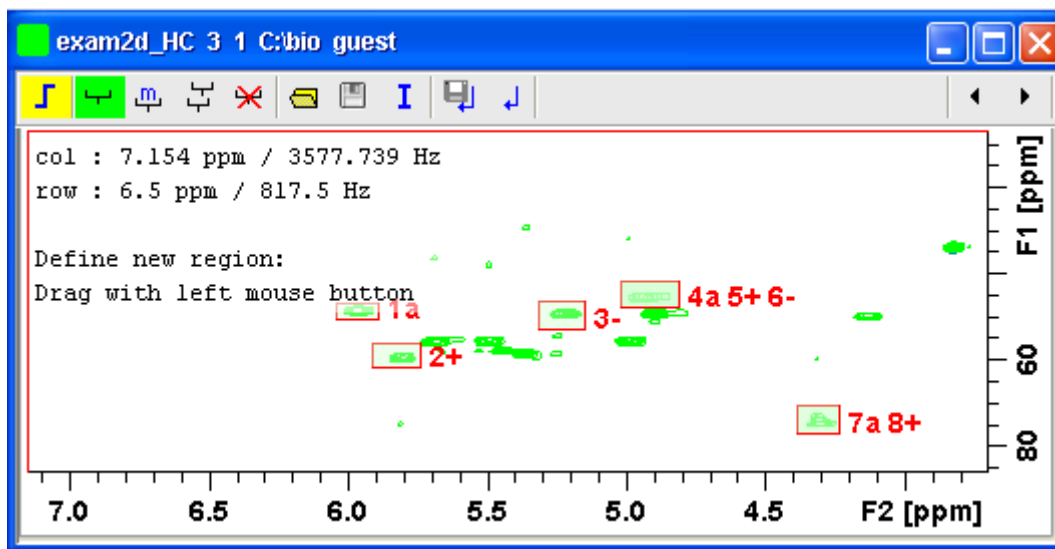 exam2d_HC 3 1 C:\bio guest
col : 7.154 ppm / 3577.739 Hz
row : 6.5 ppm / 817.5 Hz
Define new region:
Drag with left mouse button
1a
2+
3-
4a 5+ 6-
7a 8+
F1 [ppm]
60
80
7.0 6.5 6.0 5.5 5.0 4.5 F2 [ppm]